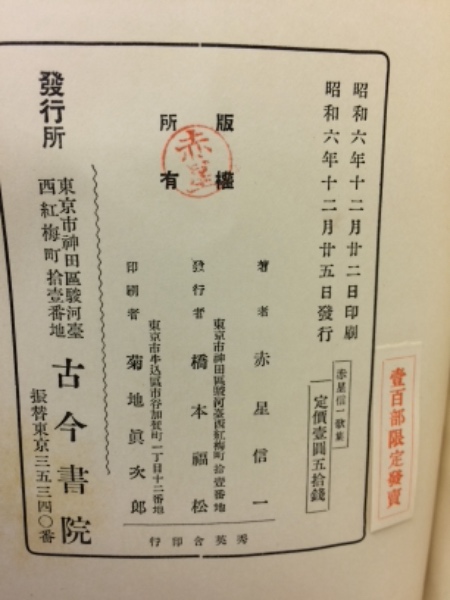 昭和六年十二月廿二日印刷
昭和六年十二月廿五日發行
赤星信一歌集
定價壹圓五拾錢
壹百部限定發賣
版權
所有
赤星
著者 赤星信一
東京市神田區駿河臺西紅梅町拾壹番地
發行者 橋本福松
東京市牛込區市谷加賀町一丁目十二番地
印刷者 菊地眞次郎
秀英舍印行
發行所
東京市神田區駿河臺
西紅梅町拾壹番地
古今書院
振替東京三五三四〇番